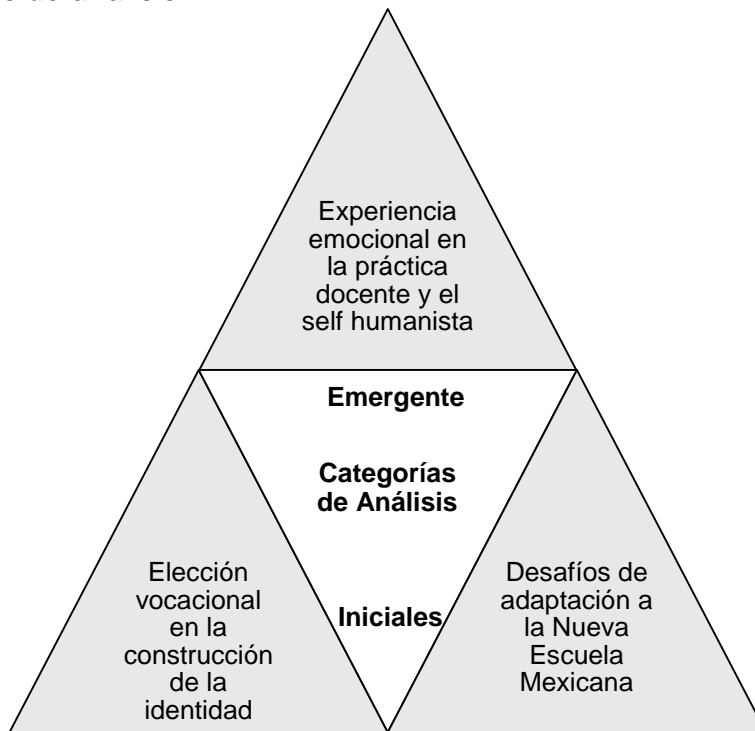 Experiencia
emocional en
la práctica
docente y el
self humanista
Emergente
Categorías
de Análisis
Iniciales
Elección
vocacional
en la
construcción
de la
identidad
Desafíos de
adaptación a
la Nueva
Escuela
Mexicana